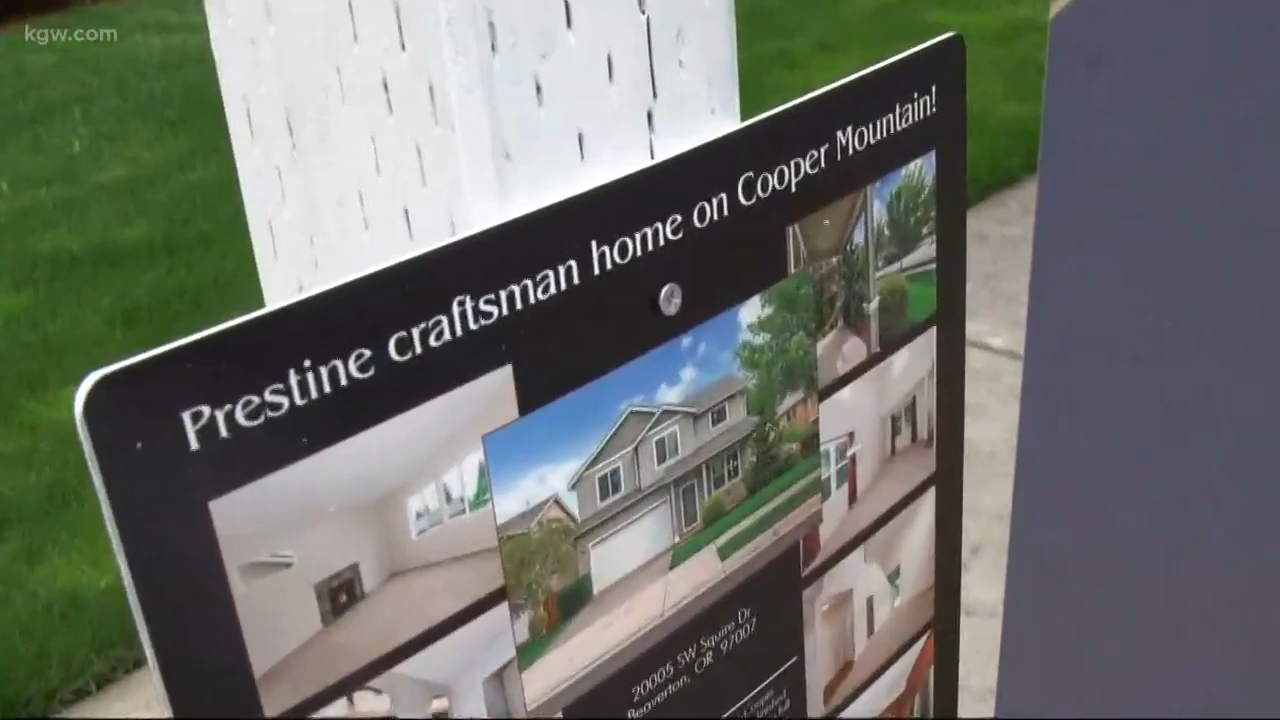 kgw.com
Prestine craftsman home on Cooper Mountain!
20005 SW Squire Dr
Beaverton, OR 97007